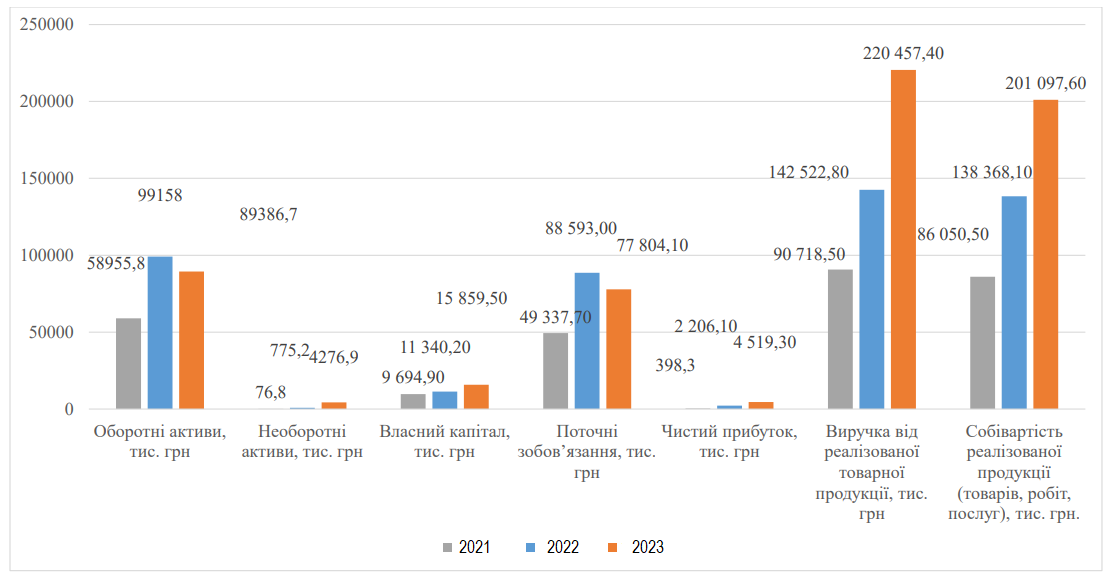 250000
200000
150000
100000
50000
0
58955,8
99158
89386,7
76,8
775,2
4276,9
9 694,90
11 340,20
15 859,50
49 337,70
88 593,00
77 804,10
398,3
2 206,10
4 519,30
90 718,50
142 522,80
220 457,40
86 050,50
138 368,10
201 097,60
Оборотні активи,
тис. грн
Необоротні
активи, тис. грн
Власний капітал,
тис. грн
Поточні
зобов’язання, тис.
грн
Чистий прибуток,
тис. грн
Виручка від
реалізованої
товарної
продукції, тис.
грн
Собівартість
реалізованої
продукції
(товарів, робіт,
послуг), тис. грн.
2021
2022
2023